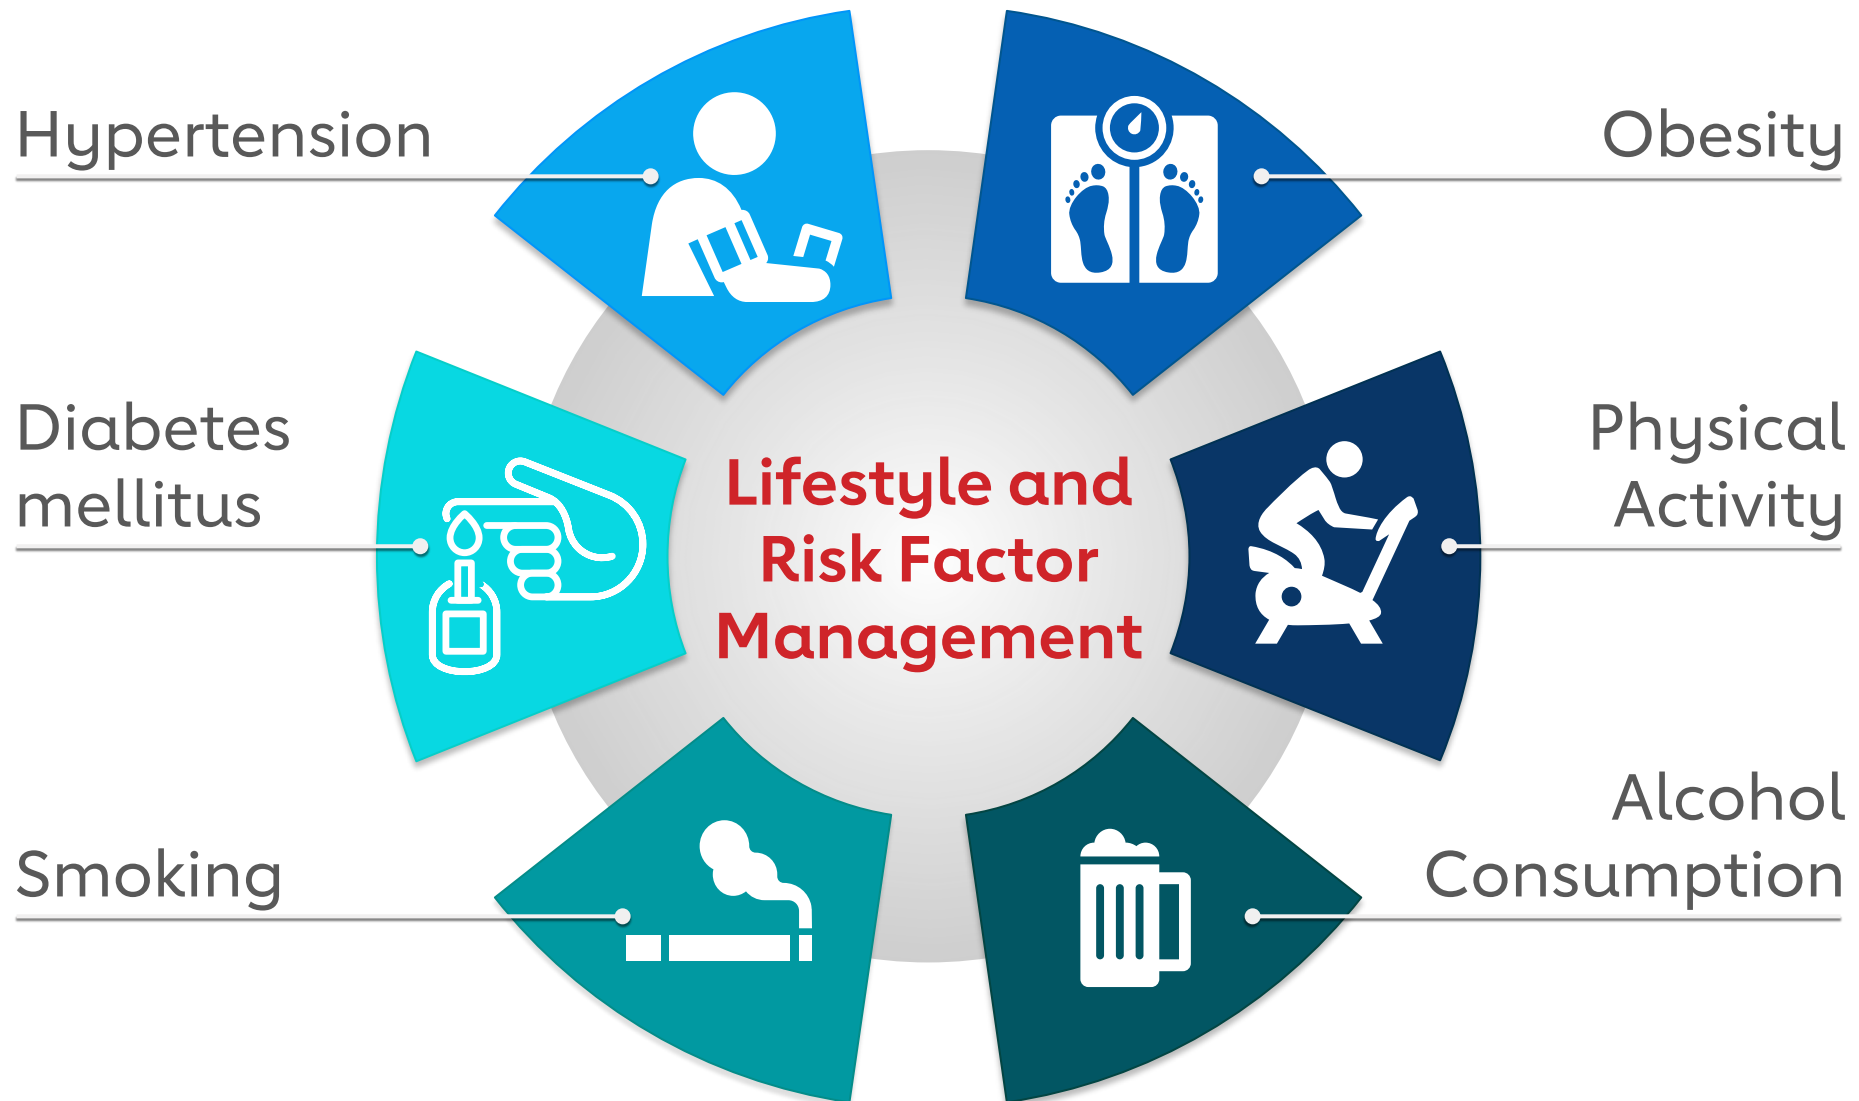 Hypertension
Obesity
Diabetes
mellitus
Lifestyle and
Risk Factor
Management
Physical
Activity
Smoking
Alcohol
Consumption